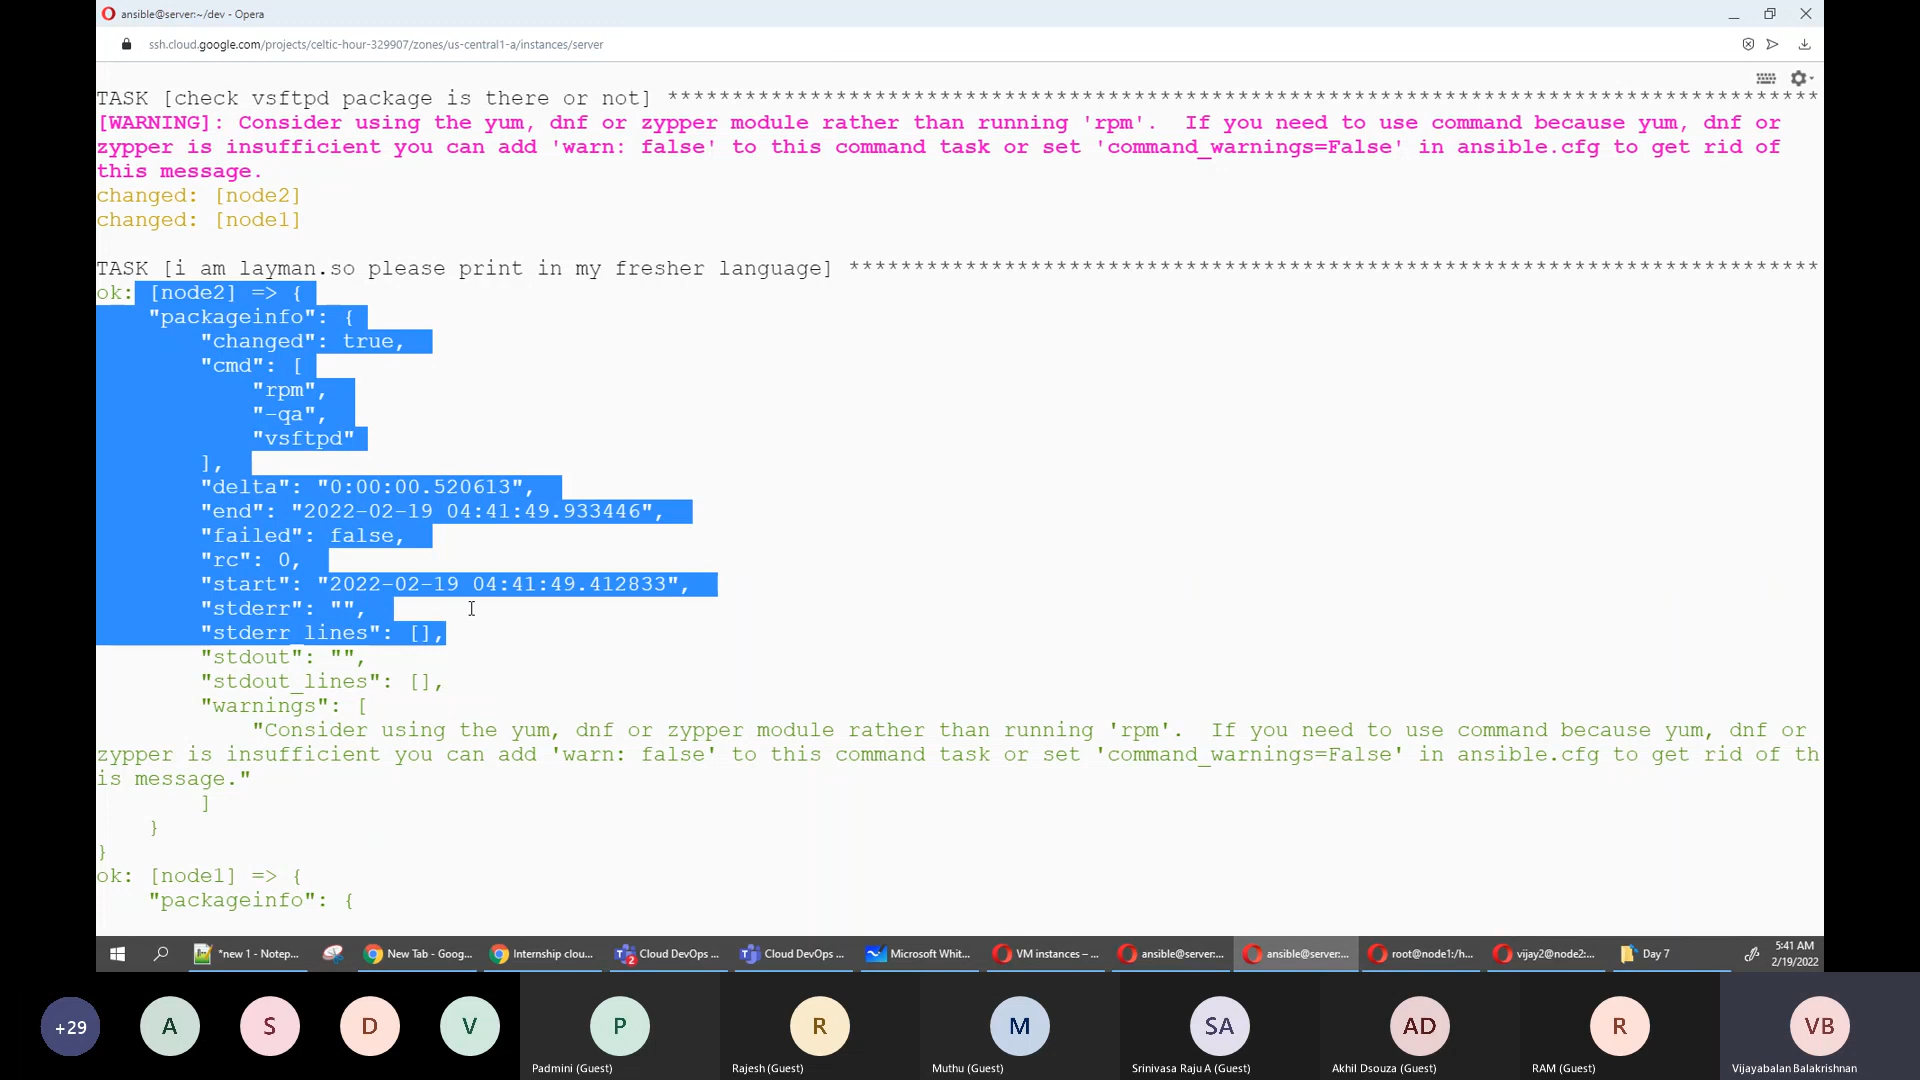 ansible@server:~/dev - Opera
ssh.cloud.google.com/projects/celtic-hour-329907/zones/us-central1-a/instances/server
TASK [check vsftpd package is there or not] *****************************************************************************************
[WARNING]: Consider using the yum, dnf or zypper module rather than running 'rpm'.  If you need to use command because yum, dnf or
zypper is insufficient you can add 'warn: false' to this command task or set 'command_warnings=False' in ansible.cfg to get rid of
this message.
changed: [node2]
changed: [node1]
TASK [i am layman.so please print in my fresher language] ***************************************************************************
ok: [node2] => {
"packageinfo": {
"changed": true,
"cmd": [
"rpm",
"-qa",
"vsftpd"
],
"delta": "0:00:00.520613",
"end": "2022-02-19 04:41:49.933446",
"failed": false,
"rc": 0,
"start": "2022-02-19 04:41:49.412833",
"stderr": "",
"stderr_lines": [],
"stdout": "",
"stdout_lines": [],
"warnings": [
"Consider using the yum, dnf or zypper module rather than running 'rpm'.  If you need to use command because yum, dnf or
zypper is insufficient you can add 'warn: false' to this command task or set 'command_warnings=False' in ansible.cfg to get rid of th
is message."
]
}
}
ok: [node1] => {
"packageinfo": {
*new 1 - Notep... New Tab - Goog... Internship clou... 2 Cloud DevOps ... Cloud DevOps ... Microsoft Whit... VM instances – ... ansible@server:... ansible@server:... root@node1:/h... vijay2@node2:... Day 7 5:41 AM
2/19/2022
+29 A S D V P R M SA AD R VB
Padmini (Guest) Rajesh (Guest) Muthu (Guest) Srinivasa Raju A (Guest) Akhil Dsouza (Guest) RAM (Guest) Vijayabalan Balakrishnan